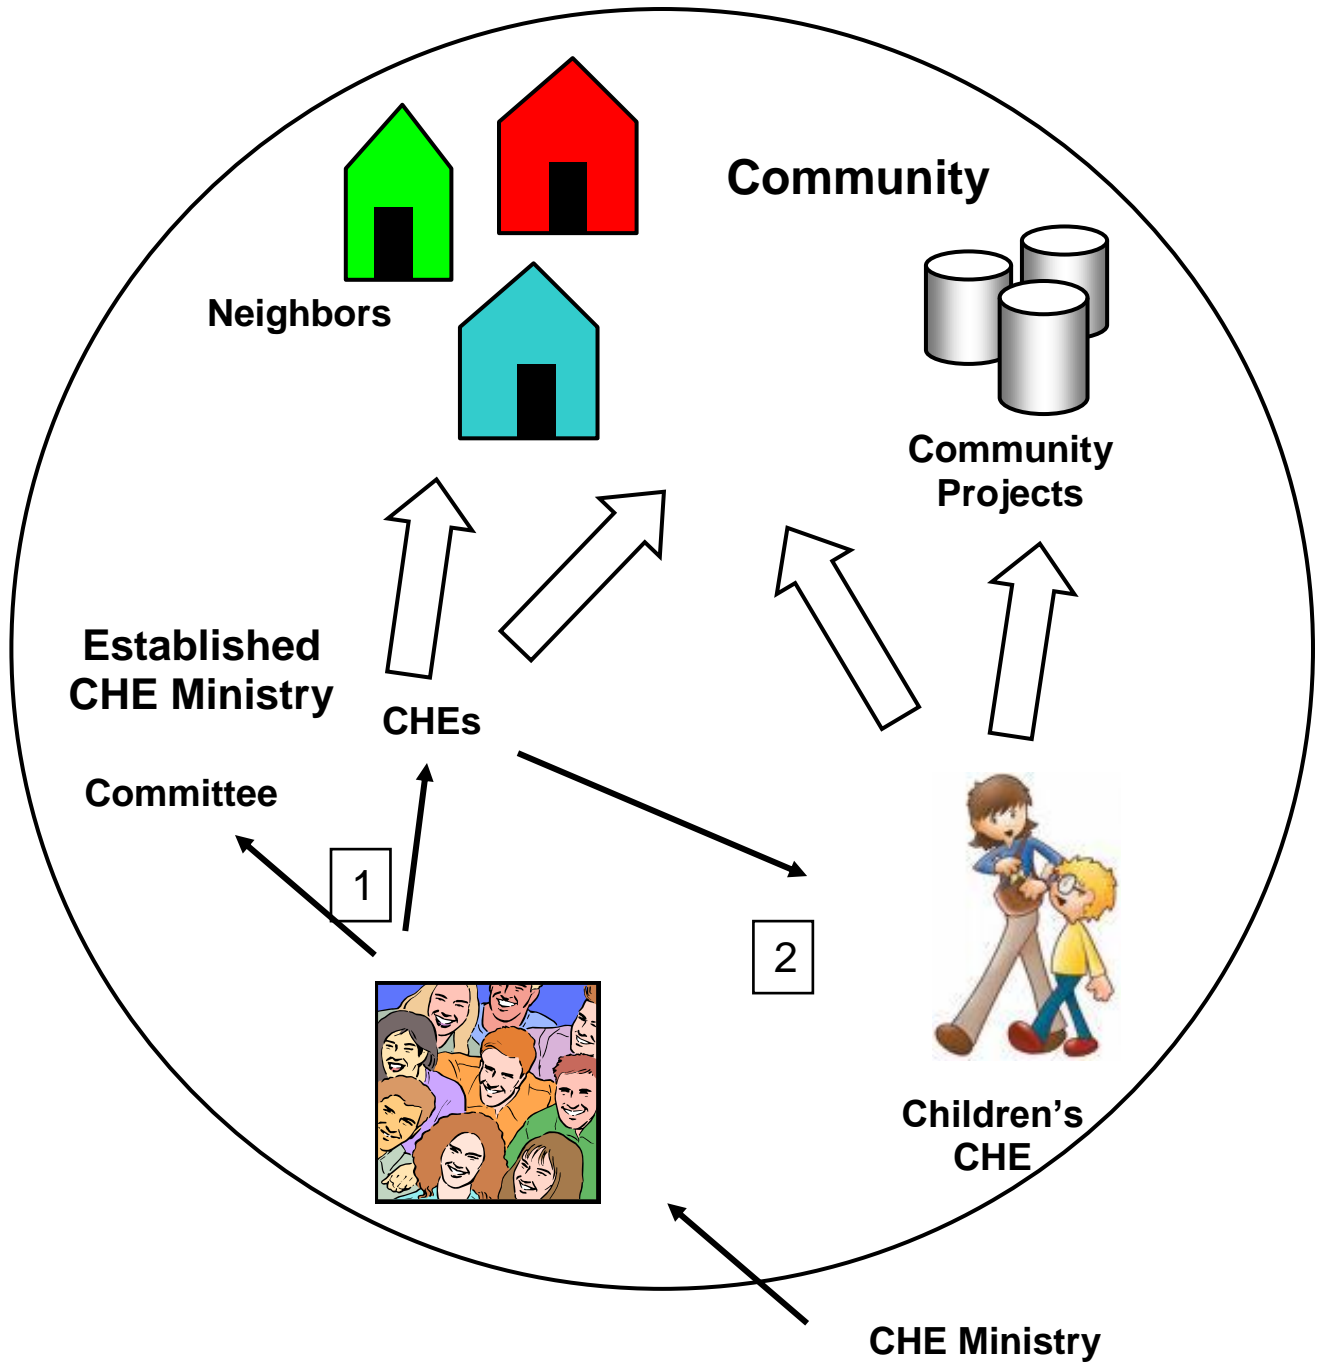 Community
Neighbors
Community
Projects
Established
CHE Ministry
CHEs
Committee
1
2
Children’s
CHE
CHE Ministry